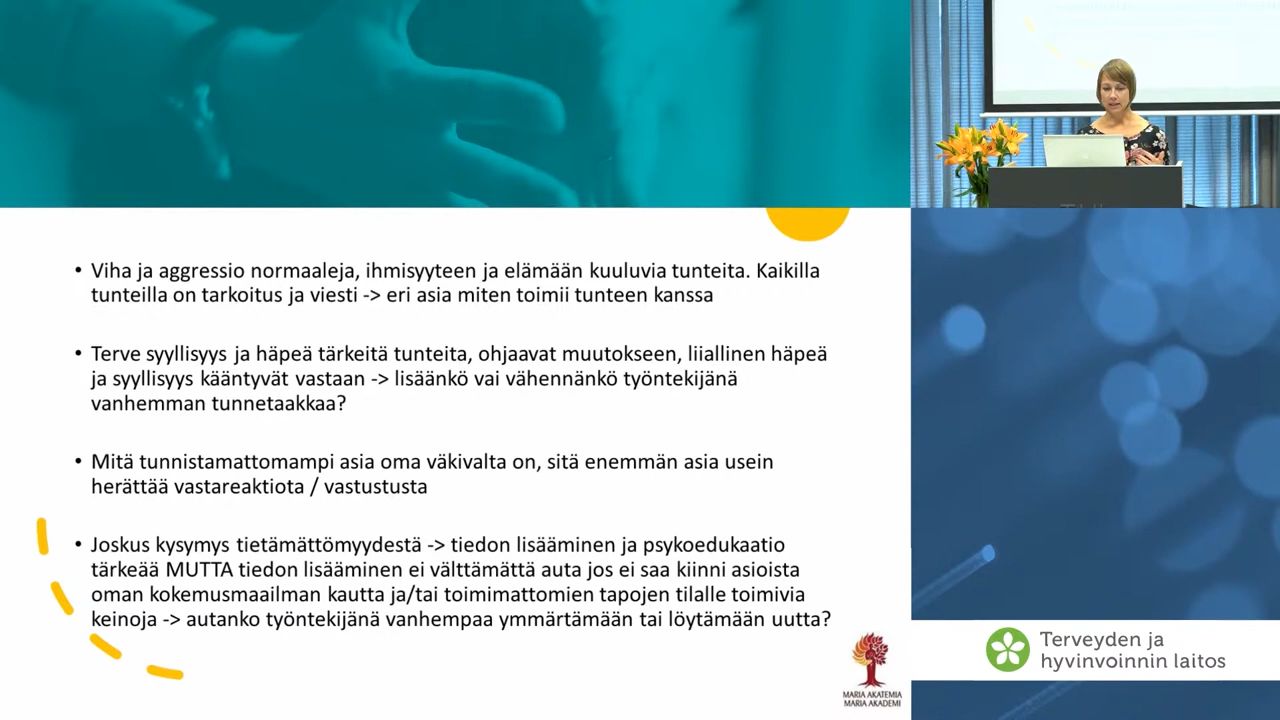 • Viha ja aggressio normaaleja, ihmisyyteen ja elämään kuuluvia tunteita. Kaikilla
tunteilla on tarkoitus ja viesti -> eri asia miten toimii tunteen kanssa
• Terve syyllisyys ja häpeä tärkeitä tunteita, ohjaavat muutokseen, liiallinen häpeä
ja syyllisyys kääntyvät vastaan -> lisäänkö vai vähennänkö työntekijänä
vanhemman tunnetaakkaa?
• Mitä tunnistamattomampi asia oma väkivalta on, sitä enemmän asia usein
herättää vastareaktiota / vastustusta
• Joskus kysymys tietämättömyydestä -> tiedon lisääminen ja psykoedukaatio
tärkeää MUTTA tiedon lisääminen ei välttämättä auta jos ei saa kiinni asioista
oman kokemusmaailman kautta ja/tai toimimattomien tapojen tilalle toimivia
keinoja -> autanko työntekijänä vanhempaa ymmärtämään tai löytämään uutta?
MARIA AKATEMIA
MARIA AKADEMI
Terveyden ja
hyvinvoinnin laitos